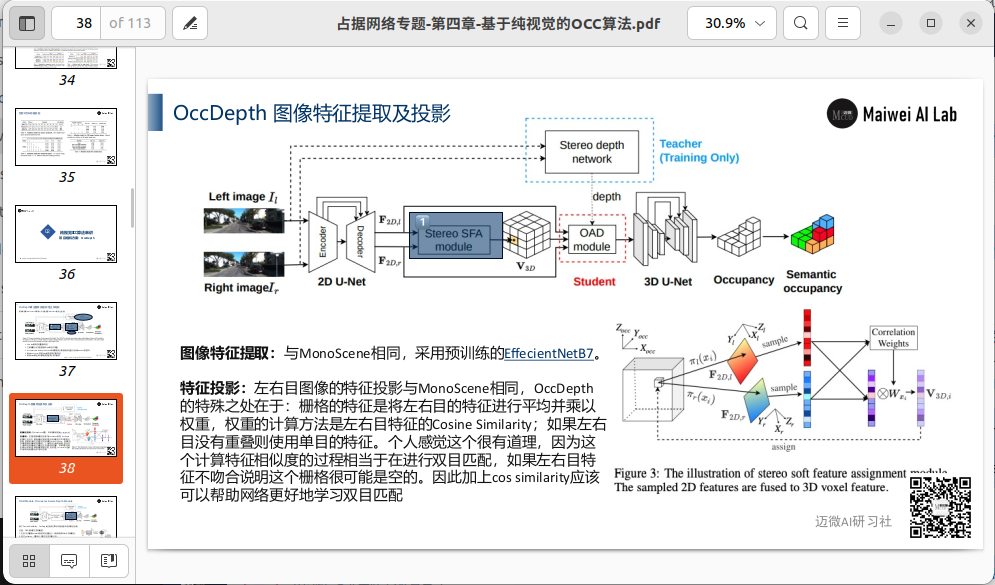 38
of 113
占据网络专题-第四章-基于纯视觉的OCC算法.pdf
30.9%
34
35
36
37
38
OccDepth 图像特征提取及投影
Maiwei AI Lab
Stereo depth
network
Teacher
(Training Only)
depth
Left image I_l
Right image I_r
Encoder
Decoder
2D U-Net
F_{2D,l}
F_{2D,r}
1
Stereo SFA
module
V_{3D}
OAD
module
Student
3D U-Net
Occupancy
Semantic
occupancy
图像特征提取：与MonoScene相同，采用预训练的EffecientNetB7。
特征投影：左右目图像的特征投影与MonoScene相同，OccDepth
的特殊之处在于：栅格的特征是将左右目的特征进行平均并乘以
权重，权重的计算方法是左右目特征的Cosine Similarity；如果左右
目没有重叠则使用单目的特征。个人感觉这个很有道理，因为这
个计算特征相似度的过程相当于在进行双目匹配，如果左右目特
征不吻合说明这个栅格很可能是空的。因此加上cos similarity应该
可以帮助网络更好地学习双目匹配
Z_{occ}
Y_{occ}
X_{occ}
π_l(x_i)
π_r(x_i)
Y_l
X_l
Z_l
F_{2D,l}
F_{2D,r}
Y_r
X_r
Z_r
sample
sample
Correlation
Weights
⊗W_{x_i}
V_{3D,i}
assign
Figure 3: The illustration of stereo soft feature assignment module.
The sampled 2D features are fused to 3D voxel feature.
迈微AI研习社